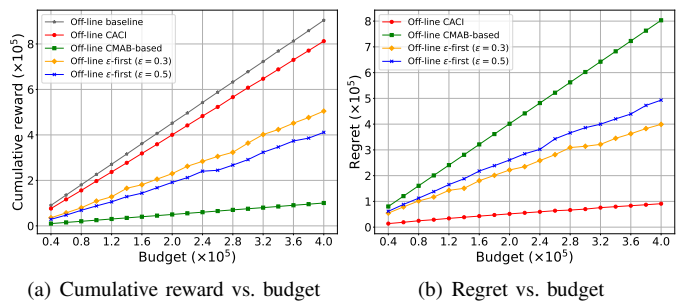 Off-line baseline
Off-line CACI
Off-line CMAB-based
Off-line ε-first (ε = 0.3)
Off-line ε-first (ε = 0.5)
Cumulative reward (×10⁵)
8
6
4
2
0
0.4 0.8 1.2 1.6 2.0 2.4 2.8 3.2 3.6 4.0
Budget (×10⁵)
(a) Cumulative reward vs. budget
Off-line CACI
Off-line CMAB-based
Off-line ε-first (ε = 0.3)
Off-line ε-first (ε = 0.5)
Regret (×10⁵)
8
7
6
5
4
3
2
1
0
0.4 0.8 1.2 1.6 2.0 2.4 2.8 3.2 3.6 4.0
Budget (×10⁵)
(b) Regret vs. budget